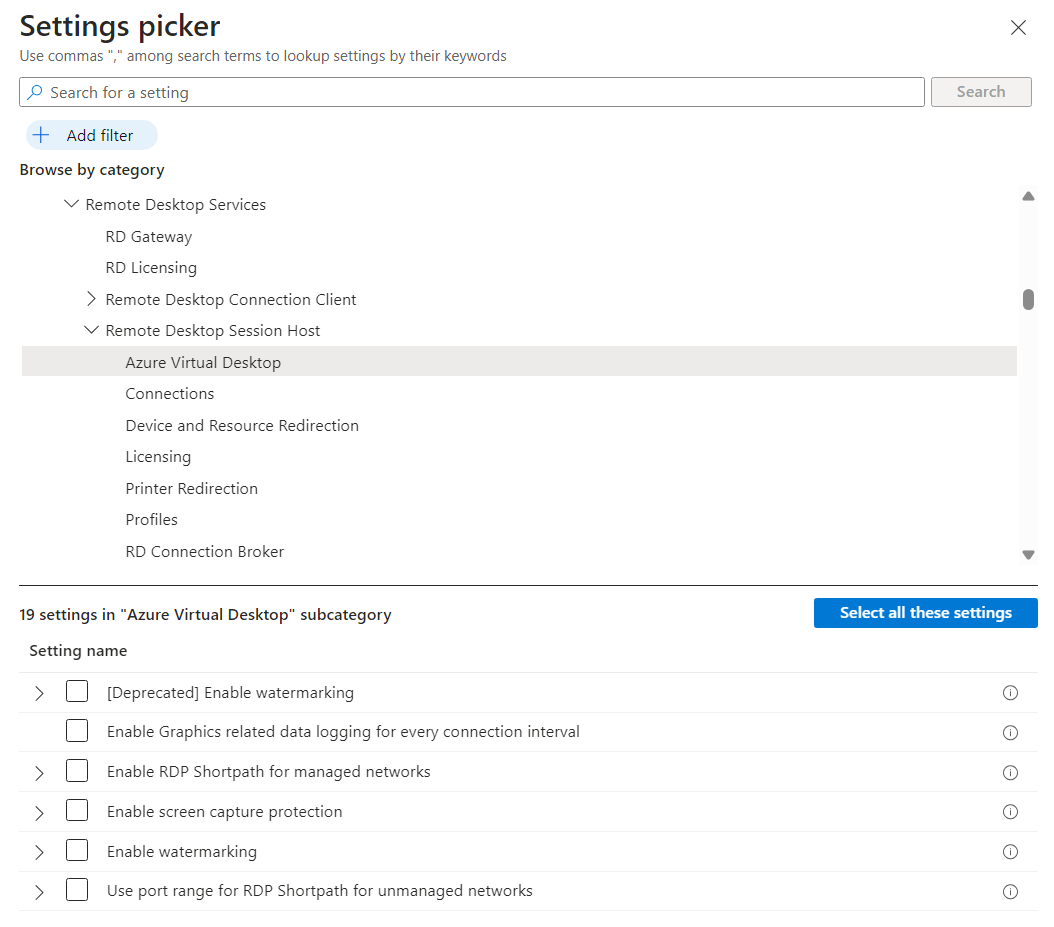 Settings picker
Use commas "," among search terms to lookup settings by their keywords
Search for a setting
Search
Add filter
Browse by category
Remote Desktop Services
RD Gateway
RD Licensing
Remote Desktop Connection Client
Remote Desktop Session Host
Azure Virtual Desktop
Connections
Device and Resource Redirection
Licensing
Printer Redirection
Profiles
RD Connection Broker
19 settings in "Azure Virtual Desktop" subcategory
Select all these settings
Setting name
[Deprecated] Enable watermarking
Enable Graphics related data logging for every connection interval
Enable RDP Shortpath for managed networks
Enable screen capture protection
Enable watermarking
Use port range for RDP Shortpath for unmanaged networks